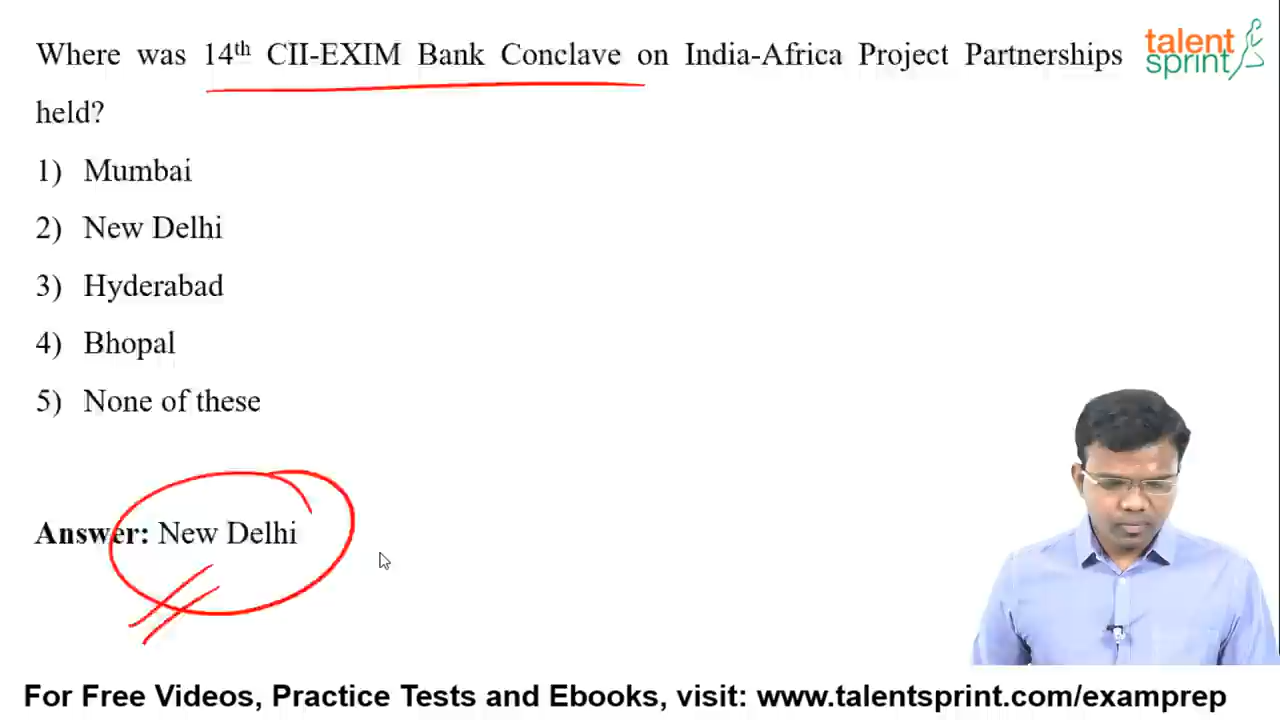 Where was 14th CII-EXIM Bank Conclave on India-Africa Project Partnerships
held?
1) Mumbai
2) New Delhi
3) Hyderabad
4) Bhopal
5) None of these
Answer: New Delhi
talent
sprint
For Free Videos, Practice Tests and Ebooks, visit: www.talentsprint.com/examprep